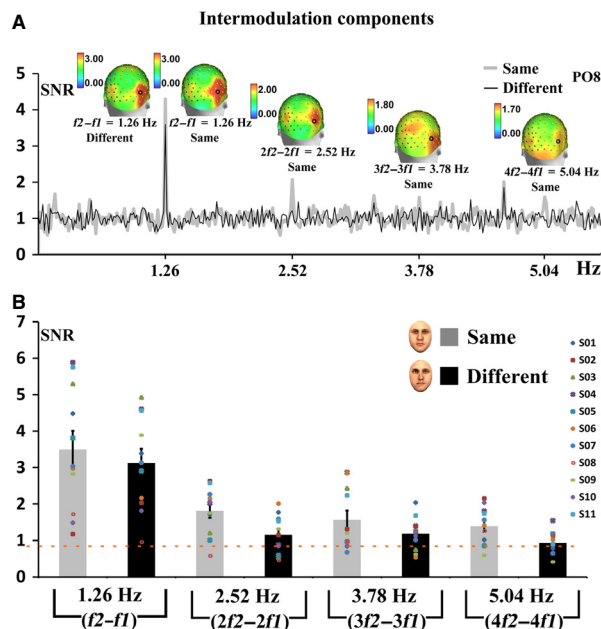 Intermodulation components
A
SNR
5
4
3
2
1
0
3.00
0.00
f2–f1 = 1.26 Hz
Different
3.00
0.00
f2–f1 = 1.26 Hz
Same
2.00
0.00
2f2–2f1 = 2.52 Hz
Same
1.80
0.00
3f2–3f1 = 3.78 Hz
Same
1.70
0.00
4f2–4f1 = 5.04 Hz
Same
Same
Different
PO8
1.26 2.52 3.78 5.04 Hz
B
SNR
7
6
5
4
3
2
1
0
Same
Different
S01
S02
S03
S04
S05
S06
S07
S08
S09
S10
S11
1.26 Hz 2.52 Hz 3.78 Hz 5.04 Hz
(f2–f1) (2f2–2f1) (3f2–3f1) (4f2–4f1)